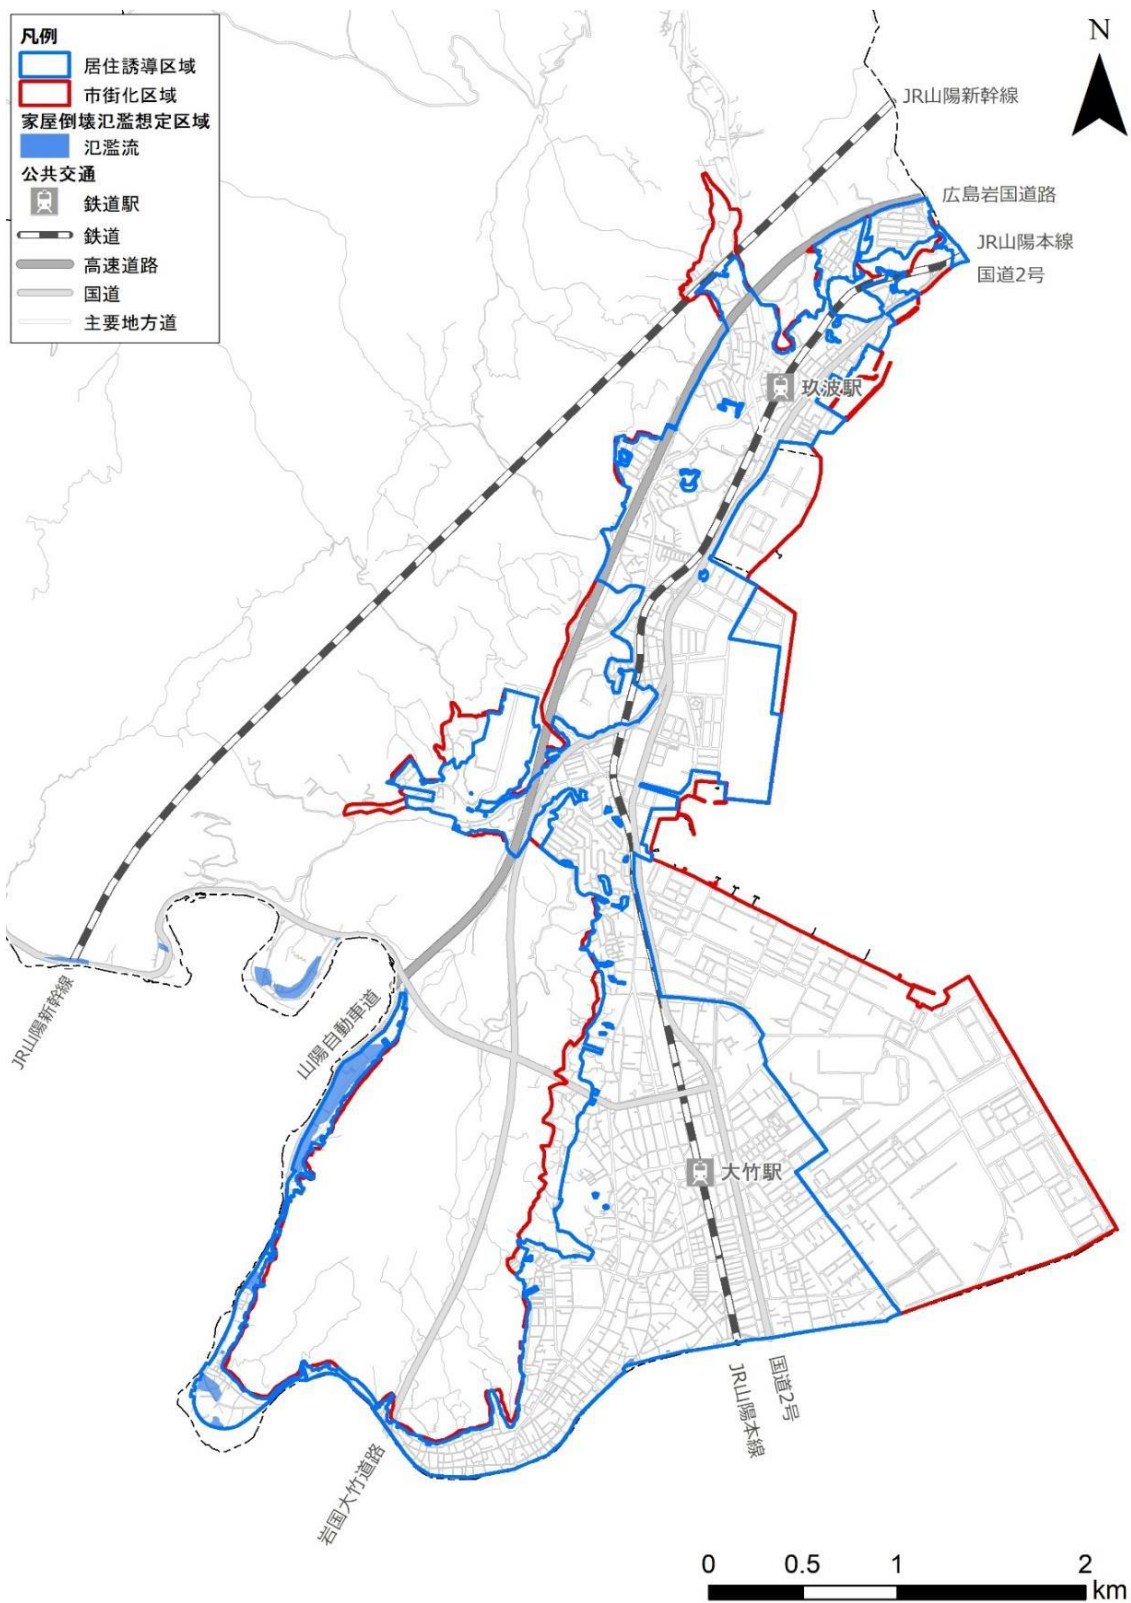 凡例
居住誘導区域
市街化区域
家屋倒壊氾濫想定区域
氾濫流
公共交通
鉄道駅
鉄道
高速道路
国道
主要地方道
N
JR山陽新幹線
広島岩国道路
JR山陽本線
国道2号
玖波駅
JR山陽新幹線
山陽自動車道
大竹駅
岩国大竹道路
JR山陽本線
国道2号
0 0.5 1 2
km